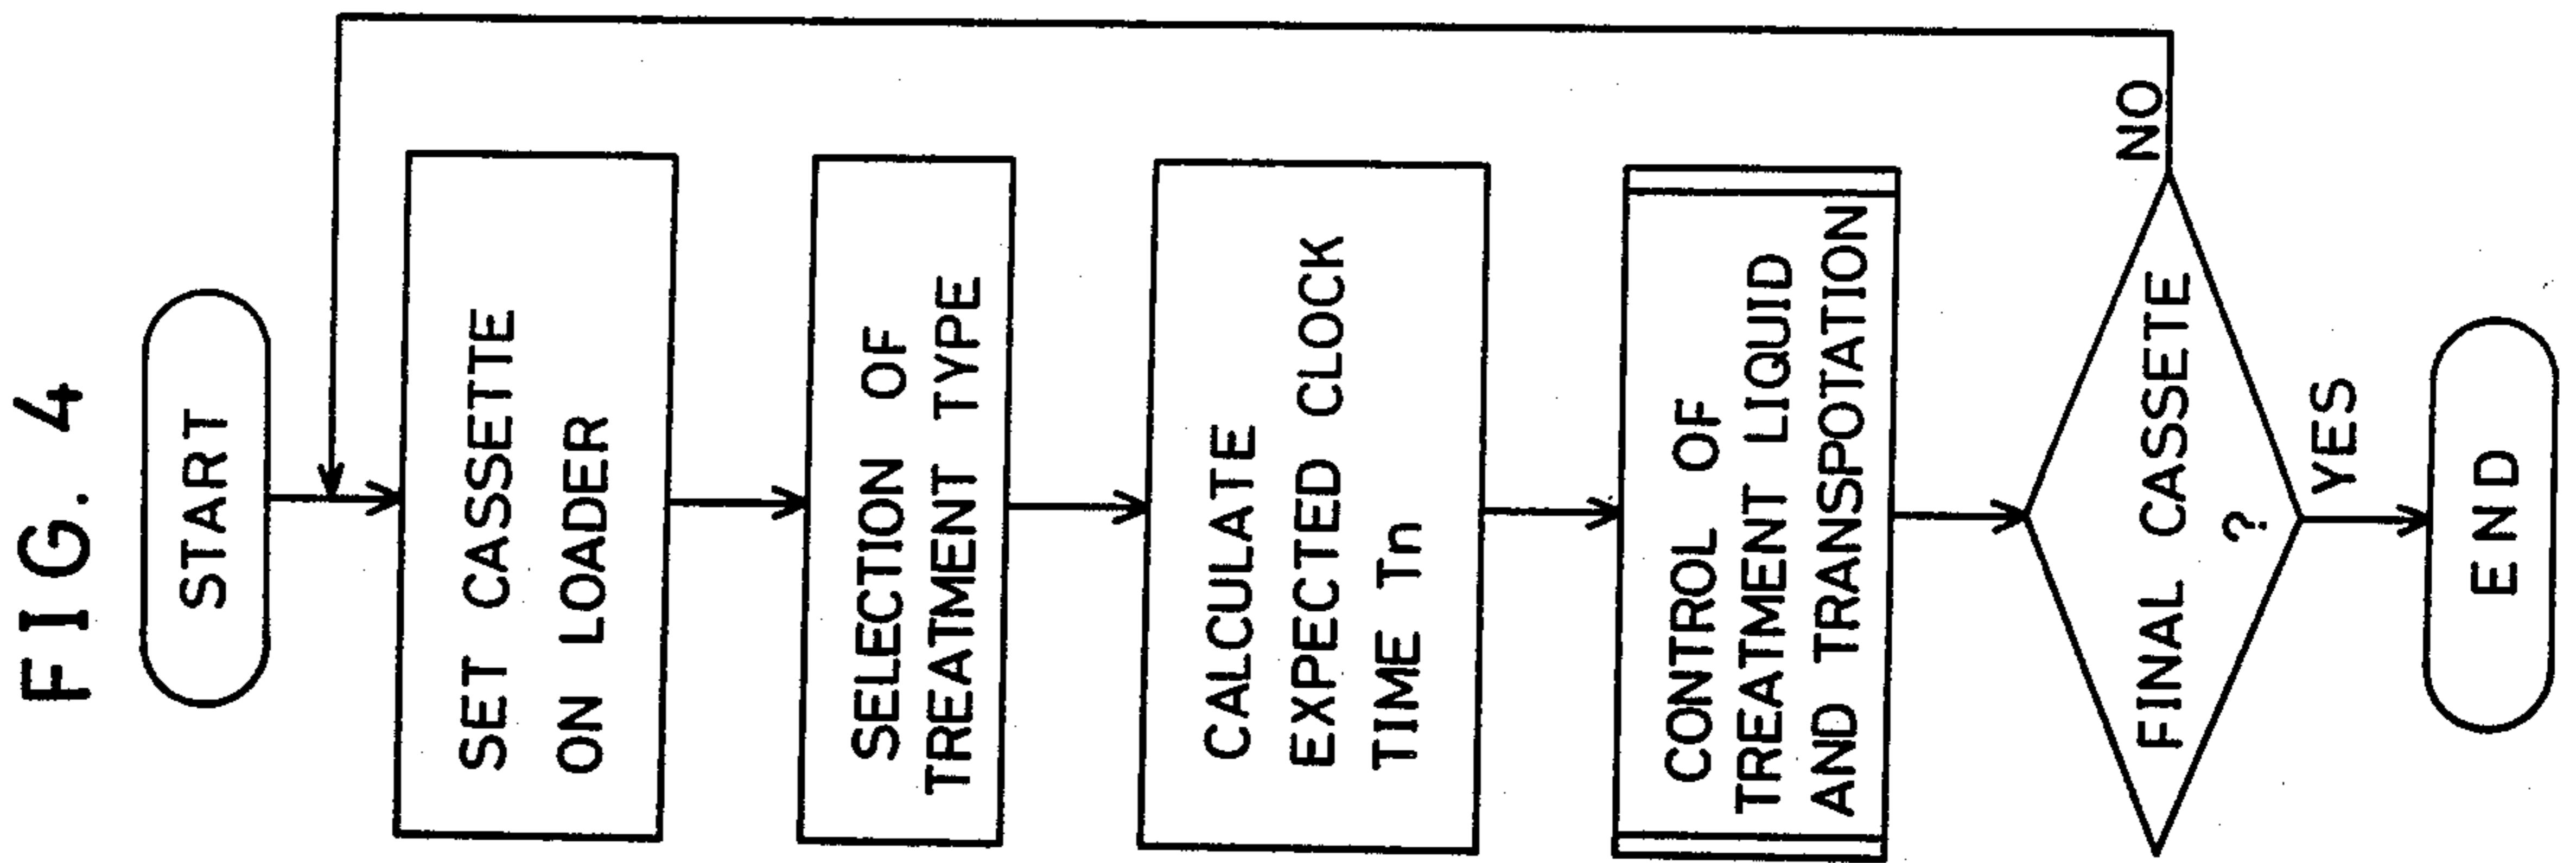 FIG. 4
START
SET CASSETTE
ON LOADER
SELECTION OF
TREATMENT TYPE
CALCULATE
EXPECTED CLOCK
TIME Tn
CONTROL OF
TREATMENT LIQUID
AND TRANSPOTATION
FINAL CASSETE
?
NO
YES
END